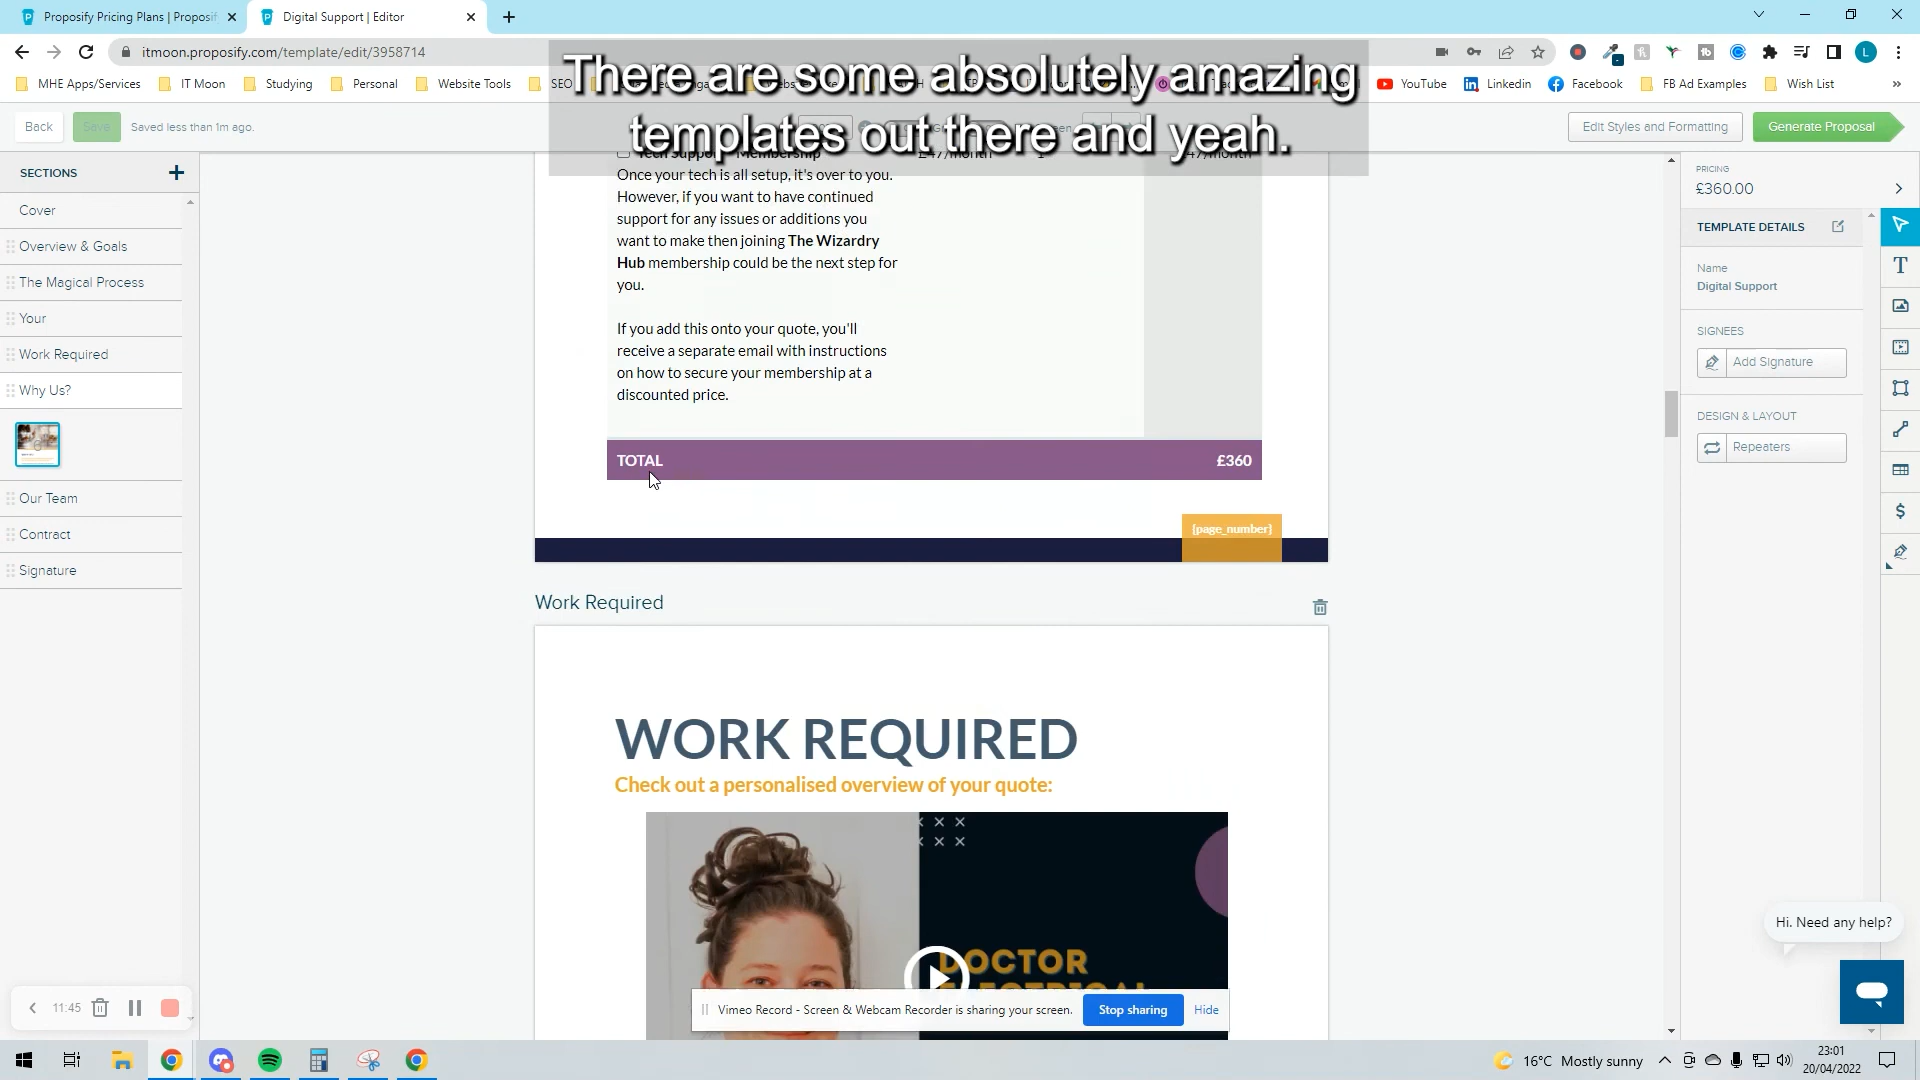 Proposify Pricing Plans | Proposif
Digital Support | Editor
itmoon.proposify.com/template/edit/3958714
MHE Apps/Services
IT Moon
Studying
Personal
Website Tools
SEO
YouTube
Linkedin
Facebook
FB Ad Examples
Wish List
There are some absolutely amazing
templates out there and yeah.
Back
Save
Saved less than 1m ago.
Edit Styles and Formatting
Generate Proposal
SECTIONS
Cover
Overview & Goals
The Magical Process
Your
Work Required
Why Us?
Our Team
Contract
Signature
Once your tech is all setup, it's over to you.
However, if you want to have continued
support for any issues or additions you
want to make then joining The Wizardry
Hub membership could be the next step for
you.
If you add this onto your quote, you'll
receive a separate email with instructions
on how to secure your membership at a
discounted price.
TOTAL £360
{page_number}
Work Required
WORK REQUIRED
Check out a personalised overview of your quote:
DOCTOR
ELECTRICAL
PRICING
£360.00
TEMPLATE DETAILS
Name
Digital Support
SIGNEES
Add Signature
DESIGN & LAYOUT
Repeaters
Hi. Need any help?
11:45
Vimeo Record - Screen & Webcam Recorder is sharing your screen.
Stop sharing
Hide
16°C Mostly sunny
23:01
20/04/2022